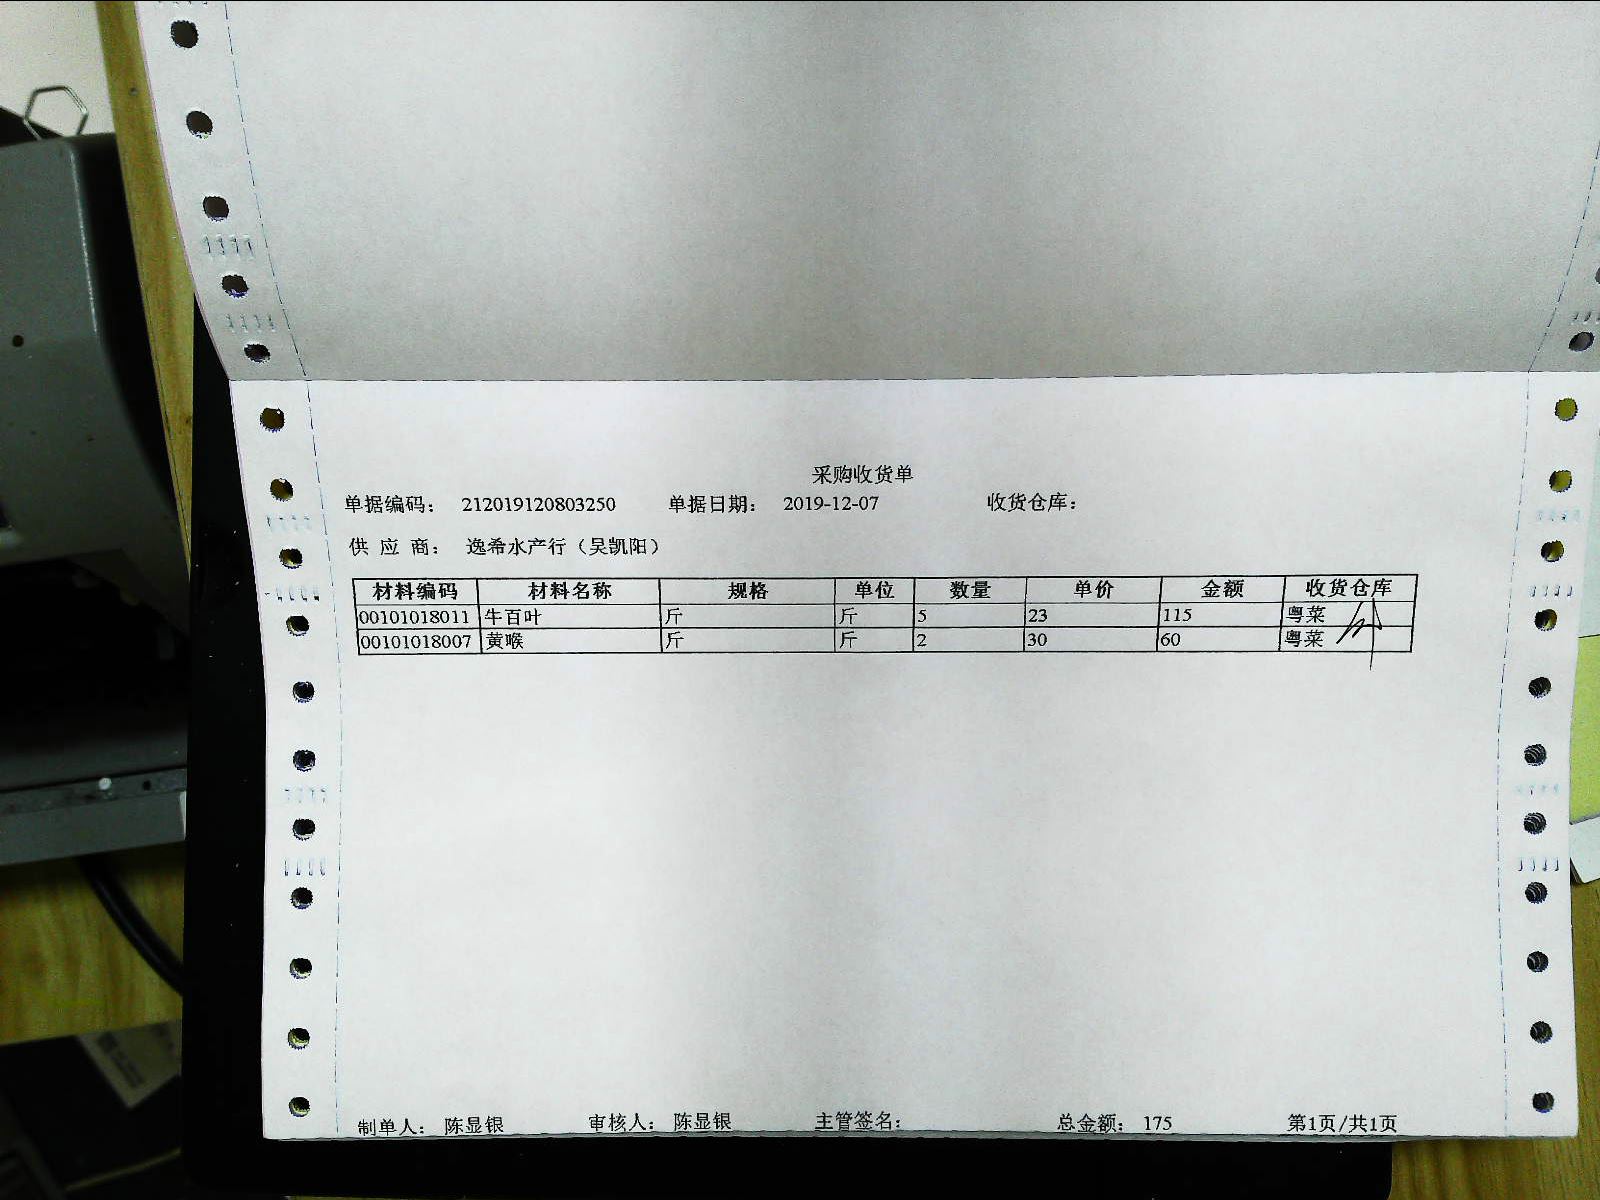 采购收货单
单据编码： 212019120803250 单据日期： 2019-12-07 收货仓库：
供 应 商： 逸希水产行（吴凯阳）
材料编码 材料名称 规格 单位 数量 单价 金额 收货仓库
00101018011 牛百叶 斤 斤 5 23 115 粤菜
00101018007 黄喉 斤 斤 2 30 60 粤菜
制单人： 陈显银 审核人： 陈显银 主管签名： 总金额： 175 第1页/共1页